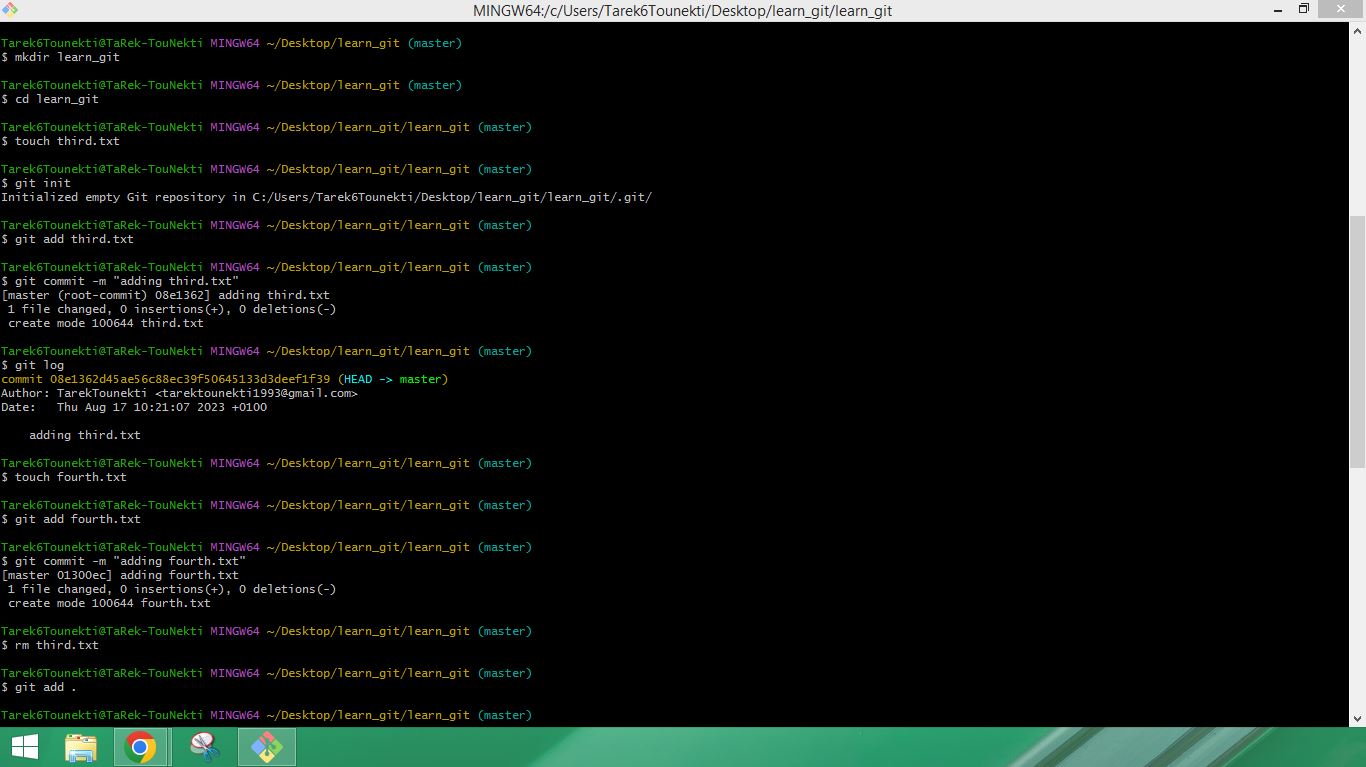 MINGW64:/c/Users/Tarek6Tounekti/Desktop/learn_git/learn_git
Tarek6Tounekti@TaRek-TouNekti MINGW64 ~/Desktop/learn_git (master)
$ mkdir learn_git
Tarek6Tounekti@TaRek-TouNekti MINGW64 ~/Desktop/learn_git (master)
$ cd learn_git
Tarek6Tounekti@TaRek-TouNekti MINGW64 ~/Desktop/learn_git/learn_git (master)
$ touch third.txt
Tarek6Tounekti@TaRek-TouNekti MINGW64 ~/Desktop/learn_git/learn_git (master)
$ git init
Initialized empty Git repository in C:/Users/Tarek6Tounekti/Desktop/learn_git/learn_git/.git/
Tarek6Tounekti@TaRek-TouNekti MINGW64 ~/Desktop/learn_git/learn_git (master)
$ git add third.txt
Tarek6Tounekti@TaRek-TouNekti MINGW64 ~/Desktop/learn_git/learn_git (master)
$ git commit -m "adding third.txt"
[master (root-commit) 08e1362] adding third.txt
 1 file changed, 0 insertions(+), 0 deletions(-)
 create mode 100644 third.txt
Tarek6Tounekti@TaRek-TouNekti MINGW64 ~/Desktop/learn_git/learn_git (master)
$ git log
commit 08e1362d45ae56c88ec39f50645133d3deef1f39 (HEAD -> master)
Author: TarekTounekti <tarektounekti1993@gmail.com>
Date:   Thu Aug 17 10:21:07 2023 +0100
    adding third.txt
Tarek6Tounekti@TaRek-TouNekti MINGW64 ~/Desktop/learn_git/learn_git (master)
$ touch fourth.txt
Tarek6Tounekti@TaRek-TouNekti MINGW64 ~/Desktop/learn_git/learn_git (master)
$ git add fourth.txt
Tarek6Tounekti@TaRek-TouNekti MINGW64 ~/Desktop/learn_git/learn_git (master)
$ git commit -m "adding fourth.txt"
[master 01300ec] adding fourth.txt
 1 file changed, 0 insertions(+), 0 deletions(-)
 create mode 100644 fourth.txt
Tarek6Tounekti@TaRek-TouNekti MINGW64 ~/Desktop/learn_git/learn_git (master)
$ rm third.txt
Tarek6Tounekti@TaRek-TouNekti MINGW64 ~/Desktop/learn_git/learn_git (master)
$ git add .
Tarek6Tounekti@TaRek-TouNekti MINGW64 ~/Desktop/learn_git/learn_git (master)